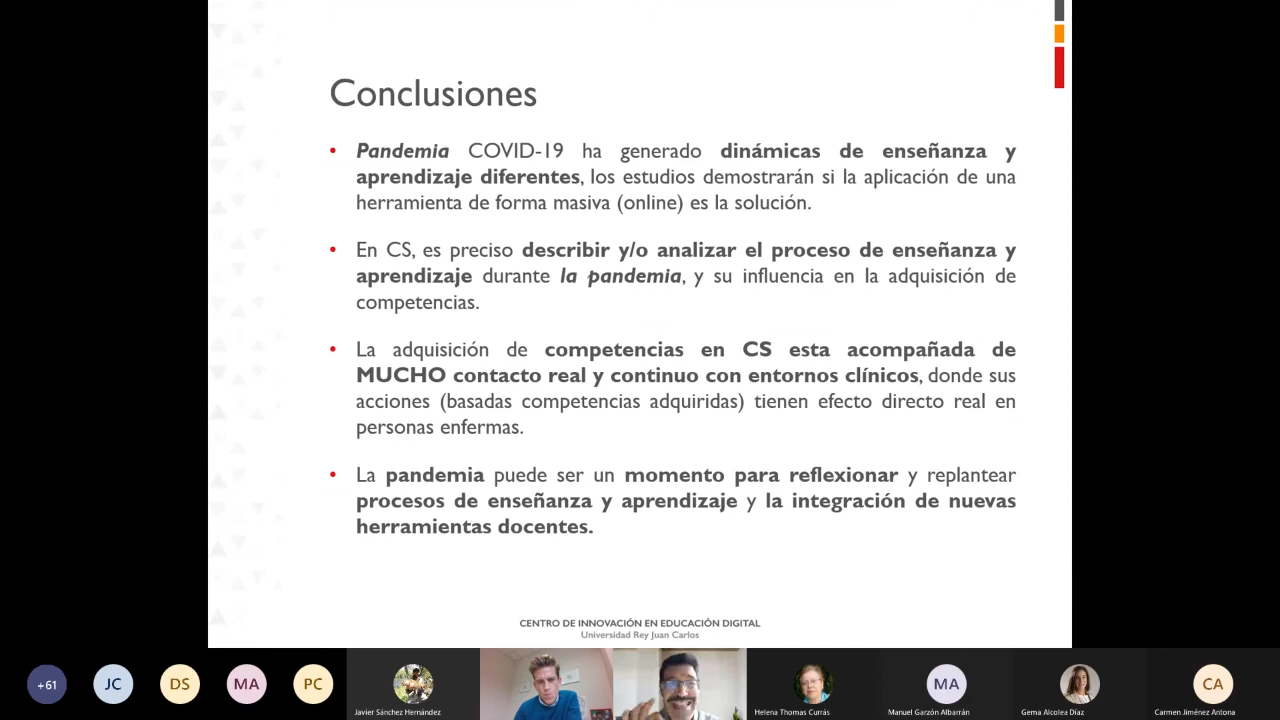 Conclusiones
• Pandemia COVID-19 ha generado dinámicas de enseñanza y
aprendizaje diferentes, los estudios demostrarán si la aplicación de una
herramienta de forma masiva (online) es la solución.
• En CS, es preciso describir y/o analizar el proceso de enseñanza y
aprendizaje durante la pandemia, y su influencia en la adquisición de
competencias.
• La adquisición de competencias en CS esta acompañada de
MUCHO contacto real y continuo con entornos clínicos, donde sus
acciones (basadas competencias adquiridas) tienen efecto directo real en
personas enfermas.
• La pandemia puede ser un momento para reflexionar y replantear
procesos de enseñanza y aprendizaje y la integración de nuevas
herramientas docentes.
CENTRO DE INNOVACIÓN EN EDUCACIÓN DIGITAL
Universidad Rey Juan Carlos
+61
JC
DS
MA
PC
Javier Sánchez Hernández
Helena Thomas Currás
MA
Manuel Garzón Albarrán
Gema Alcolea Díaz
CA
Carmen Jiménez Antona